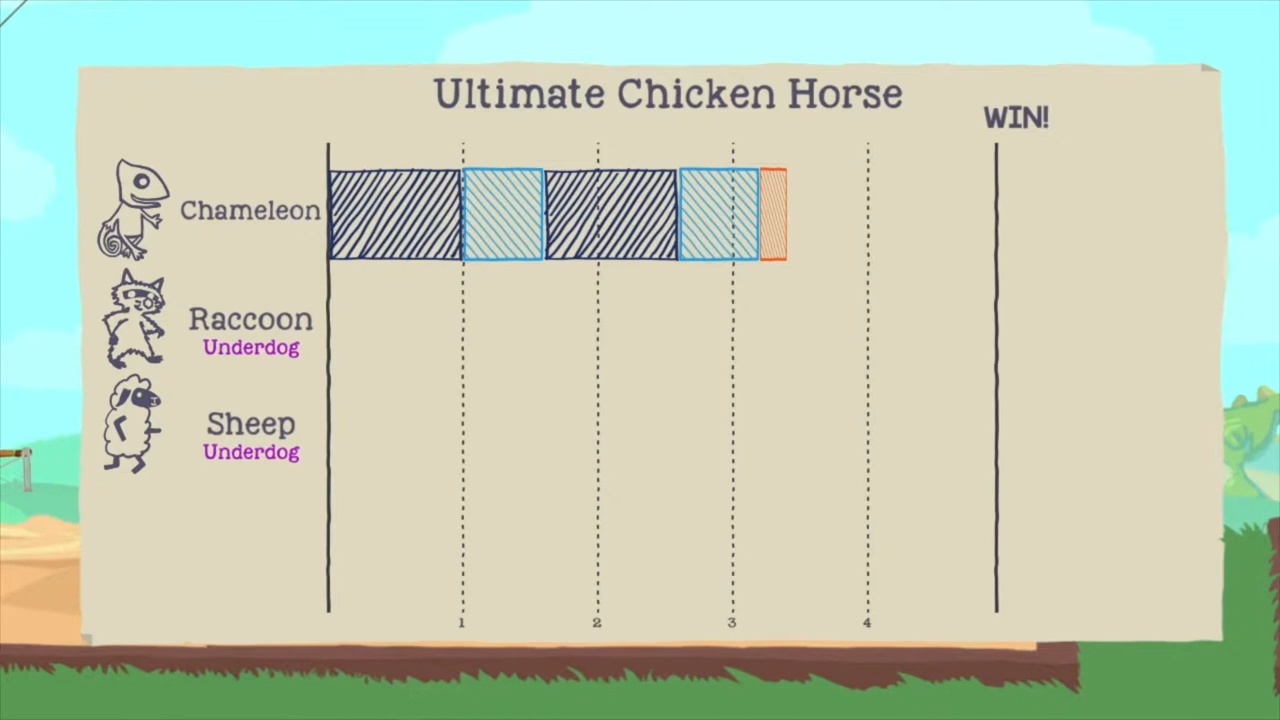 Ultimate Chicken Horse
WIN!
Chameleon
Raccoon
Underdog
Sheep
Underdog
1 2 3 4